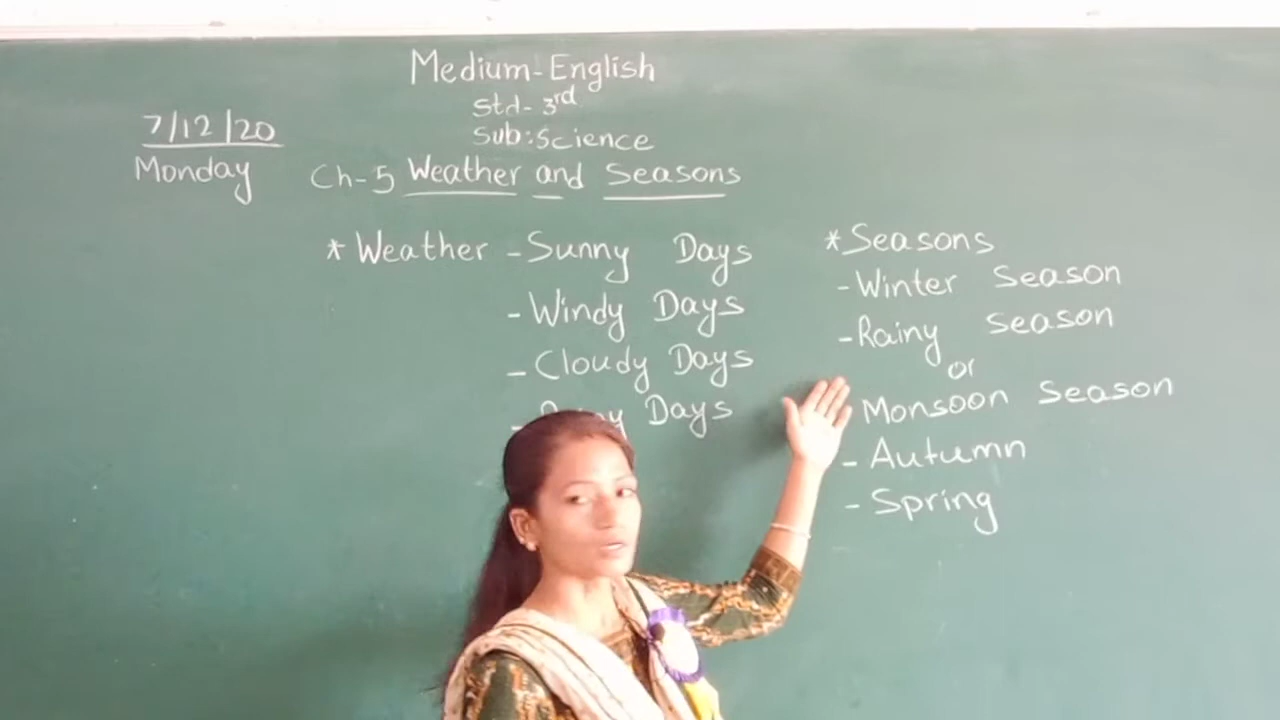 Medium-English
Std-3rd
Sub:Science
7/12/20
Monday
Ch-5 Weather and Seasons
* Weather - Sunny Days
- Windy Days
- Cloudy Days
- Days
* Seasons
- Winter Season
- Rainy Season
or
Monsoon Season
- Autumn
- Spring